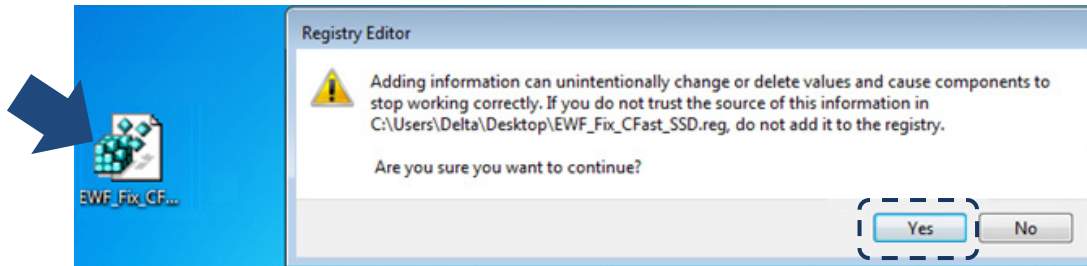 Registry Editor
Adding information can unintentionally change or delete values and cause components to
stop working correctly. If you do not trust the source of this information in
C:\Users\Delta\Desktop\EWF_Fix_CFast_SSD.reg, do not add it to the registry.
Are you sure you want to continue?
EWF_Fix_CF...
Yes No